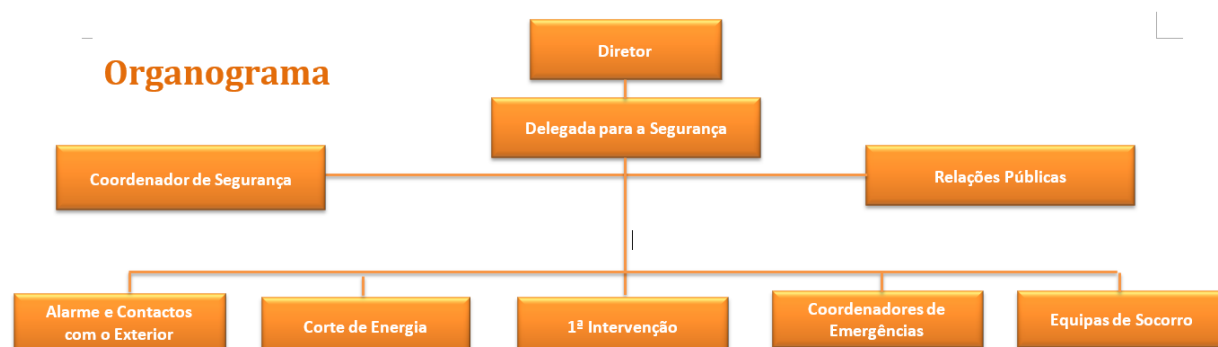 Organograma
Diretor
Delegada para a Segurança
Coordenador de Segurança
Relações Públicas
Alarme e Contactos
com o Exterior
Corte de Energia
1ª Intervenção
Coordenadores de
Emergências
Equipas de Socorro